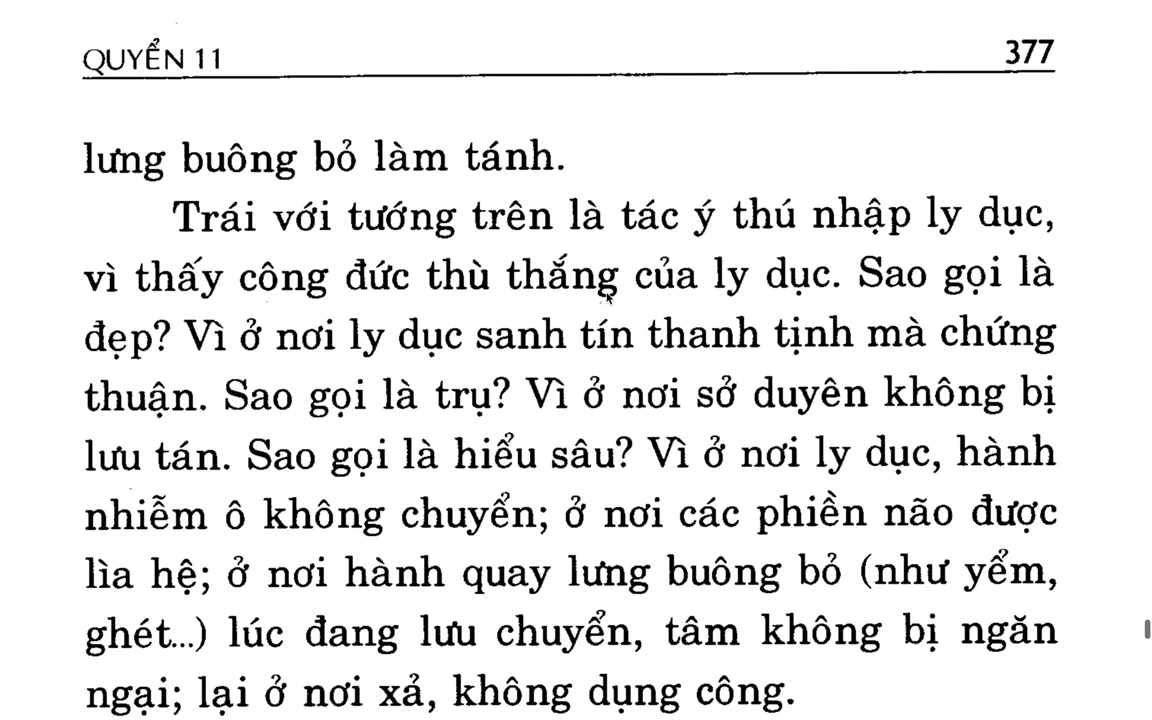 QUYỂN 11
377
lưng buông bỏ làm tánh.
Trái với tướng trên là tác ý thú nhập ly dục,
vì thấy công đức thù thắng của ly dục. Sao gọi là
đẹp? Vì ở nơi ly dục sanh tín thanh tịnh mà chứng
thuận. Sao gọi là trụ? Vì ở nơi sở duyên không bị
lưu tán. Sao gọi là hiểu sâu? Vì ở nơi ly dục, hành
nhiễm ô không chuyển; ở nơi các phiền não được
lìa hệ; ở nơi hành quay lưng buông bỏ (như yểm,
ghét...) lúc đang lưu chuyển, tâm không bị ngăn
ngại; lại ở nơi xả, không dụng công.